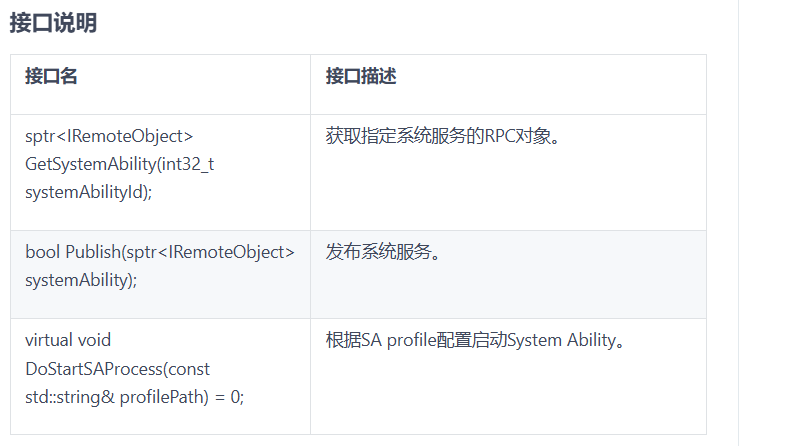 接口说明
接口名
接口描述
sptr<IRemoteObject>
GetSystemAbility(int32_t
systemAbilityId);
获取指定系统服务的RPC对象。
bool Publish(sptr<IRemoteObject>
systemAbility);
发布系统服务。
virtual void
DoStartSAProcess(const
std::string& profilePath) = 0;
根据SA profile配置启动System Ability。